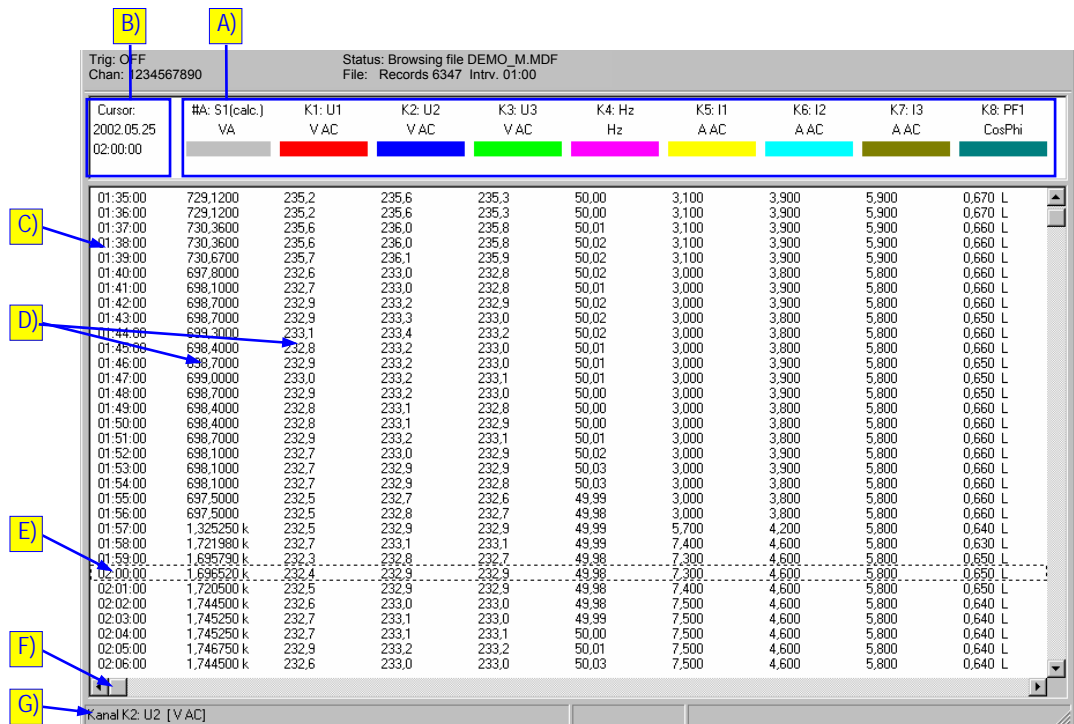 B) A)
Trig: OFF Status: Browsing file DEMO_M.MDF
Chan: 1234567890 File: Records 6347 Intrv. 01:00
Cursor: #A: S1(calc.) K1: U1 K2: U2 K3: U3 K4: Hz K5: I1 K6: I2 K7: I3 K8: PF1
2002.05.25 VA V AC V AC V AC Hz A AC A AC A AC CosPhi
02:00:00
01:35:00 729,1200 235,2 235,6 235,3 50,00 3,100 3,900 5,900 0,670 L
01:36:00 729,1200 235,2 235,6 235,3 50,00 3,100 3,900 5,900 0,670 L
C) 01:37:00 730,3600 235,6 236,0 235,8 50,01 3,100 3,900 5,900 0,660 L
01:38:00 730,3600 235,6 236,0 235,8 50,02 3,100 3,900 5,900 0,660 L
01:39:00 730,6700 235,7 236,1 235,9 50,02 3,100 3,900 5,900 0,660 L
01:40:00 697,8000 232,6 233,0 232,8 50,02 3,000 3,800 5,800 0,660 L
01:41:00 698,1000 232,7 233,0 232,8 50,01 3,000 3,900 5,800 0,660 L
01:42:00 698,7000 232,9 233,2 232,9 50,02 3,000 3,900 5,800 0,660 L
D) 01:43:00 698,7000 232,9 233,3 233,0 50,02 3,000 3,800 5,800 0,650 L
01:44:00 699,3000 233,1 233,4 233,2 50,02 3,000 3,800 5,800 0,660 L
01:45:00 698,4000 232,8 233,2 233,0 50,01 3,000 3,800 5,800 0,660 L
01:46:00 698,7000 232,9 233,2 233,0 50,01 3,000 3,900 5,800 0,650 L
01:47:00 699,0000 233,0 233,2 233,1 50,01 3,000 3,900 5,800 0,650 L
01:48:00 698,7000 232,9 233,2 233,0 50,00 3,000 3,900 5,800 0,650 L
01:49:00 698,4000 232,8 233,1 232,8 50,00 3,000 3,800 5,800 0,660 L
01:50:00 698,4000 232,8 233,1 232,9 50,00 3,000 3,800 5,800 0,660 L
01:51:00 698,7000 232,9 233,2 233,1 50,01 3,000 3,800 5,800 0,660 L
01:52:00 698,1000 232,7 233,0 232,9 50,02 3,000 3,900 5,800 0,660 L
01:53:00 698,1000 232,7 232,9 232,9 50,03 3,000 3,900 5,800 0,660 L
01:54:00 698,1000 232,7 232,9 232,8 50,03 3,000 3,800 5,800 0,660 L
01:55:00 697,5000 232,5 232,7 232,6 49,99 3,000 3,800 5,800 0,660 L
01:56:00 697,5000 232,5 232,8 232,7 49,98 3,000 3,800 5,800 0,660 L
01:57:00 1,325250 k 232,5 232,9 232,9 49,99 5,700 4,200 5,800 0,640 L
E) 01:58:00 1,721980 k 232,7 233,1 233,1 49,99 7,400 4,600 5,800 0,630 L
01:59:00 1,695790 k 232,3 232,8 232,7 49,98 7,300 4,600 5,800 0,650 L
02:00:00 1,696520 k 232,4 232,9 232,9 49,98 7,300 4,600 5,800 0,650 L
02:01:00 1,720500 k 232,5 232,9 232,9 49,98 7,400 4,600 5,800 0,650 L
02:02:00 1,744500 k 232,6 233,0 233,0 49,98 7,500 4,600 5,800 0,640 L
02:03:00 1,745250 k 232,7 233,1 233,0 49,99 7,500 4,600 5,800 0,640 L
02:04:00 1,745250 k 232,7 233,1 233,1 50,00 7,500 4,600 5,800 0,640 L
F) 02:05:00 1,746750 k 232,9 233,2 233,2 50,01 7,500 4,600 5,800 0,640 L
02:06:00 1,744500 k 232,6 233,0 233,0 50,03 7,500 4,600 5,800 0,640 L
G) Kanal K2: U2 [ V AC]